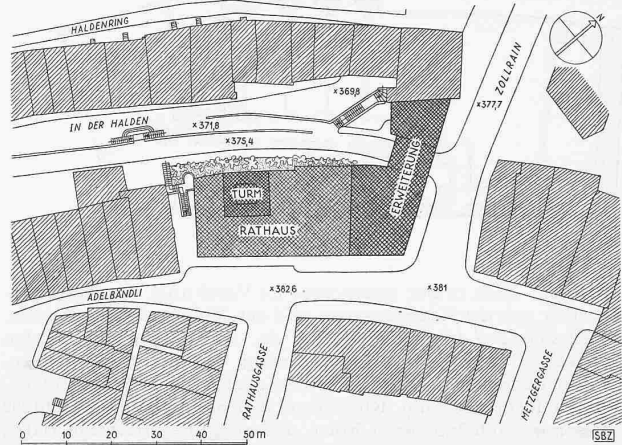 HALDENRING
N
ZOLLRAIN
×369,8
×377,7
IN DER HALDEN
×371,8
×375,4
ERWEITERUNG
TURM
RATHAUS
×382,6
×381
ADELBÄNDLI
RATHAUSGASSE
METZGERGASSE
0 10 20 30 40 50 m
SBZ